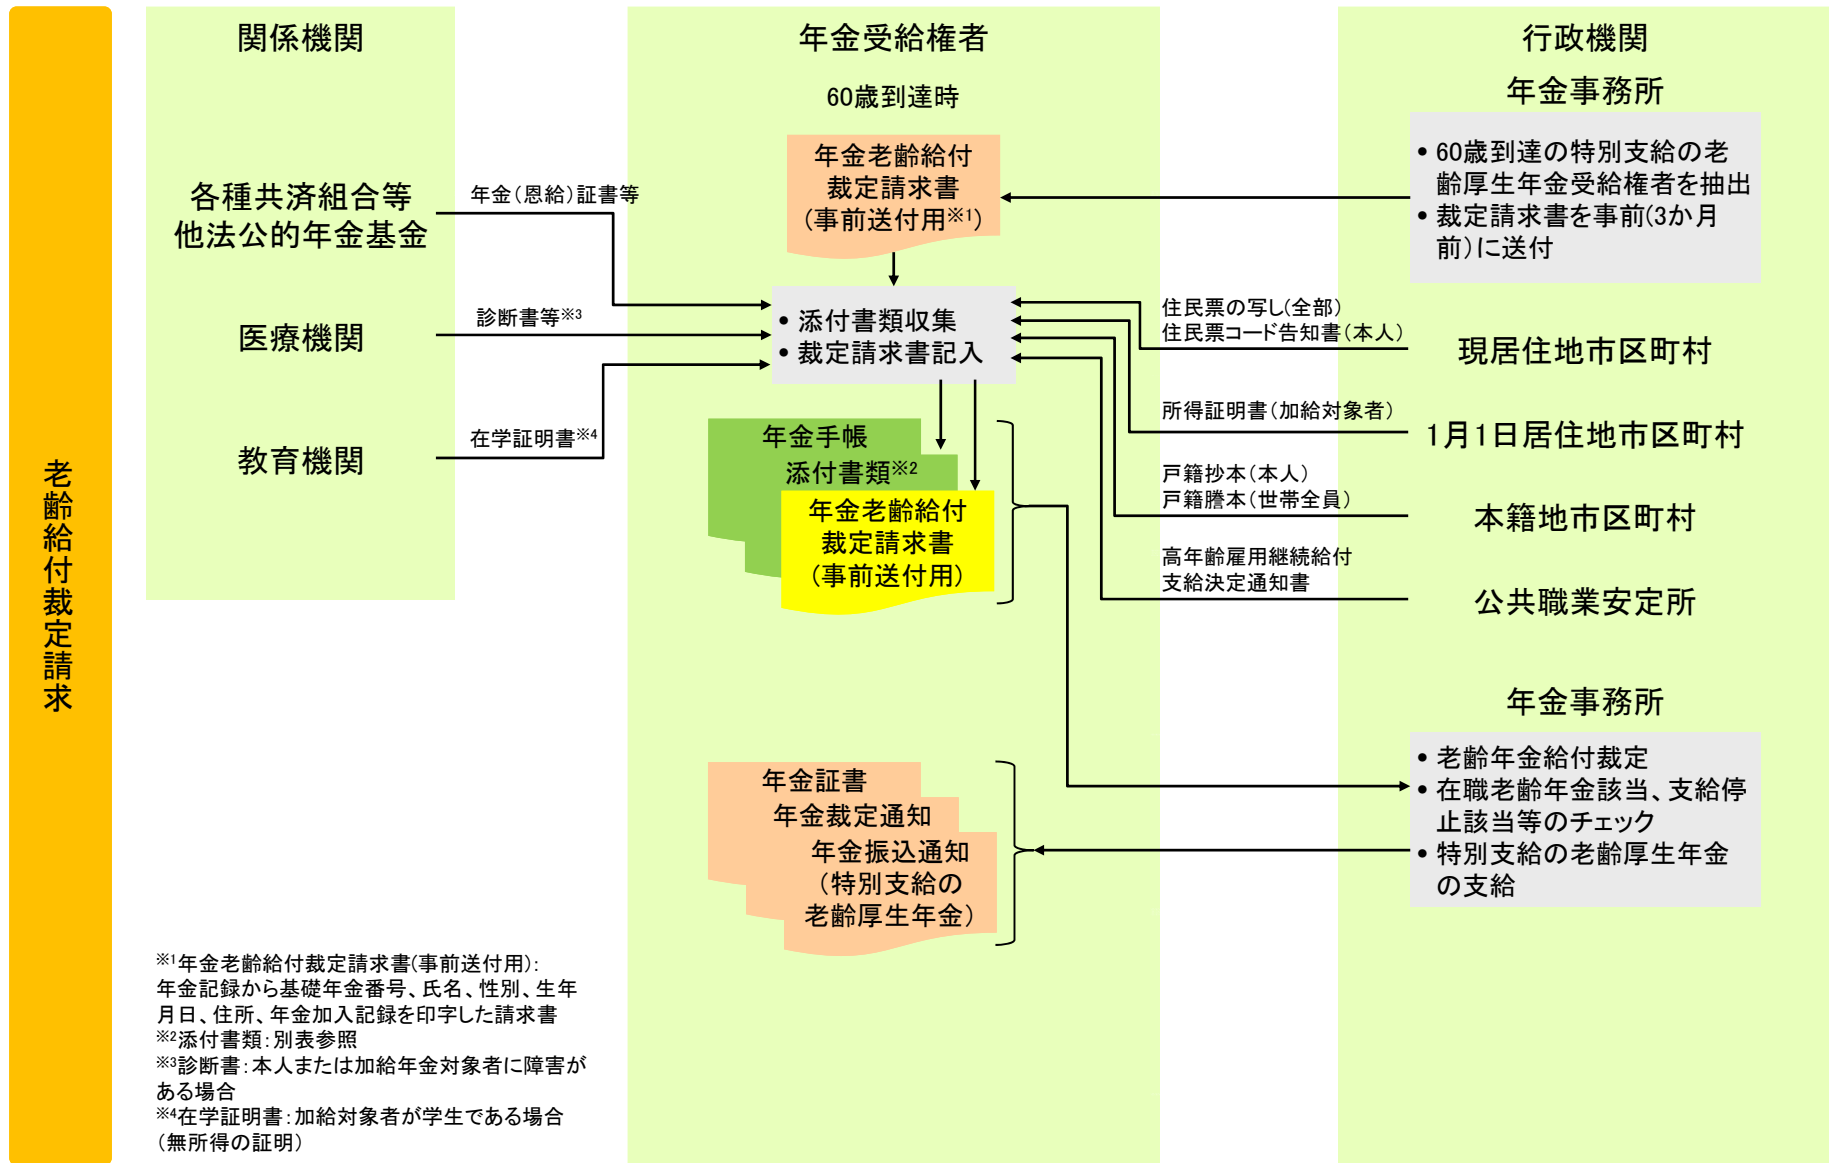 老齢給付裁定請求
関係機関
各種共済組合等
他法公的年金基金
医療機関
教育機関
年金(恩給)証書等
診断書等※3
在学証明書※4
年金受給権者
60歳到達時
年金老齢給付
裁定請求書
(事前送付用※1)
• 添付書類収集
• 裁定請求書記入
年金手帳
添付書類※2
年金老齢給付
裁定請求書
(事前送付用)
年金証書
年金裁定通知
年金振込通知
(特別支給の
老齢厚生年金)
住民票の写し(全部)
住民票コード告知書(本人)
所得証明書(加給対象者)
戸籍抄本(本人)
戸籍謄本(世帯全員)
高年齢雇用継続給付
支給決定通知書
行政機関
年金事務所
• 60歳到達の特別支給の老
齢厚生年金受給権者を抽出
• 裁定請求書を事前(3か月
前)に送付
現居住地市区町村
1月1日居住地市区町村
本籍地市区町村
公共職業安定所
年金事務所
• 老齢年金給付裁定
• 在職老齢年金該当、支給停
止該当等のチェック
• 特別支給の老齢厚生年金
の支給
※1年金老齢給付裁定請求書(事前送付用):
年金記録から基礎年金番号、氏名、性別、生年
月日、住所、年金加入記録を印字した請求書
※2添付書類:別表参照
※3診断書:本人または加給年金対象者に障害が
ある場合
※4在学証明書:加給対象者が学生である場合
(無所得の証明)